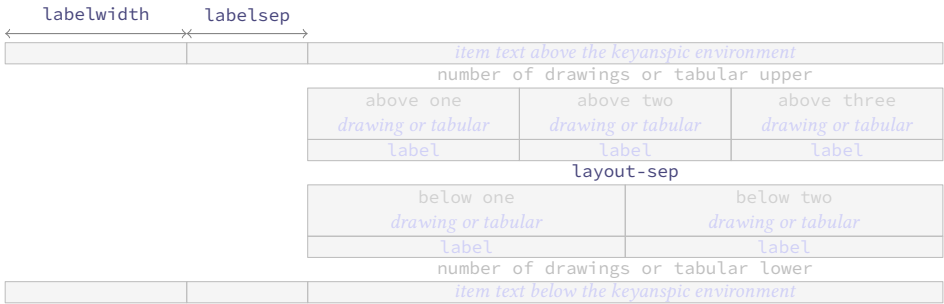 labelwidth labelsep
item text above the keyanspic environment
number of drawings or tabular upper
above one above two above three
drawing or tabular drawing or tabular drawing or tabular
label label label
layout-sep
below one below two
drawing or tabular drawing or tabular
label label
number of drawings or tabular lower
item text below the keyanspic environment